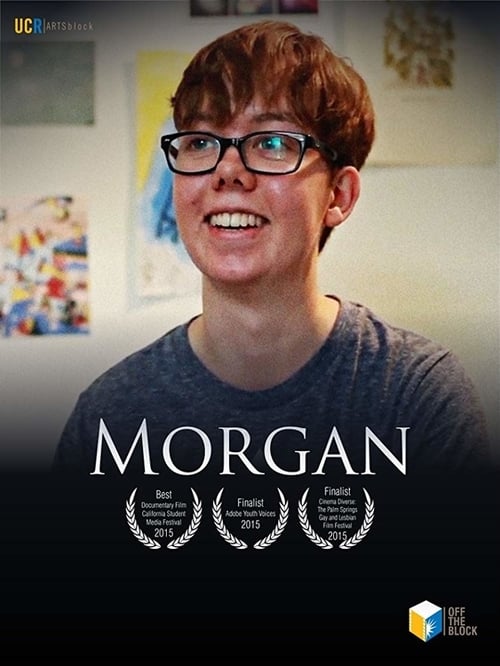 UCR ARTSblock
MORGAN
Best
Documentary Film
California Student
Media Festival
2015
Finalist
Adobe Youth Voices
2015
Finalist
Cinema Diverse:
The Palm Springs
Gay and Lesbian
Film Festival
2015
OFF
THE
BLOCK